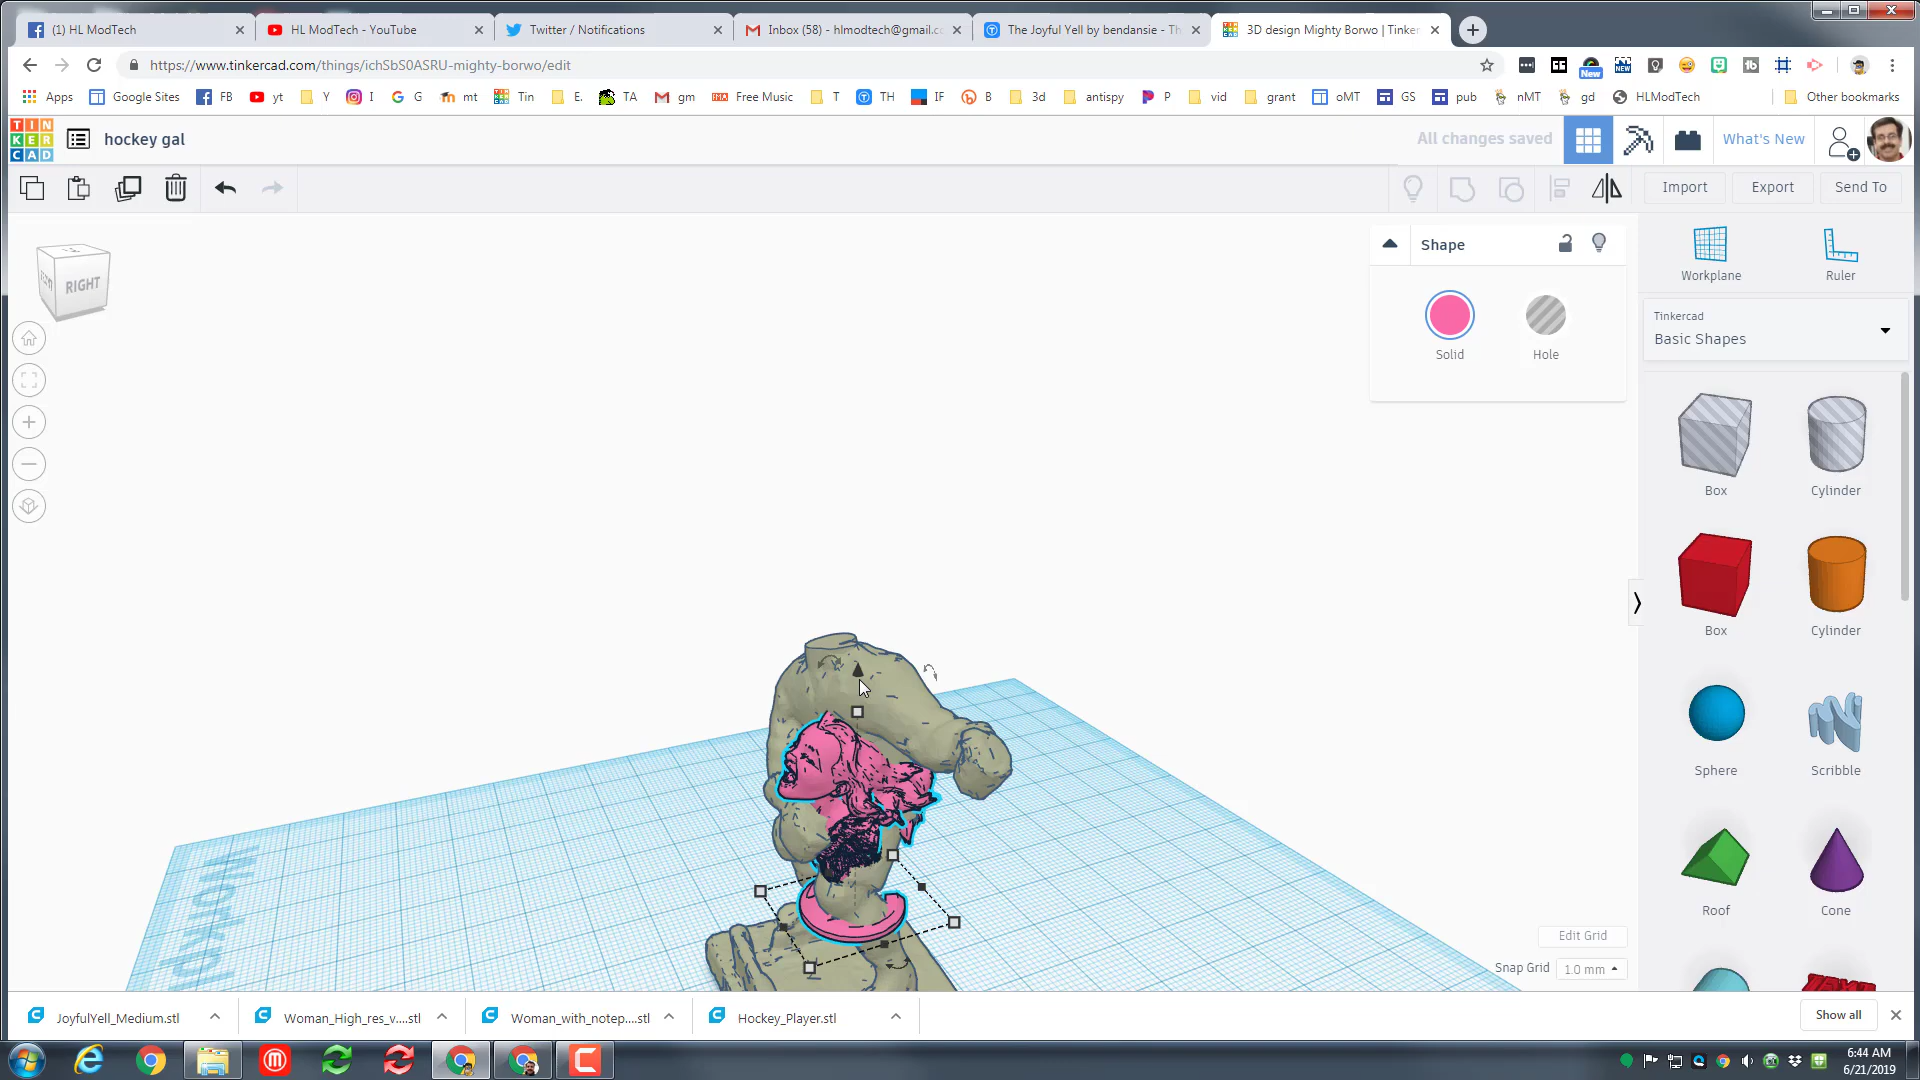 (1) HL ModTech
HL ModTech - YouTube
Twitter / Notifications
Inbox (58) - hlmodtech@gmail.c
The Joyful Yell by bendansie - Th
3D design Mighty Borwo | Tinker
https://www.tinkercad.com/things/ichSbS0ASRU-mighty-borwo/edit
New
NEW
Apps Google Sites FB yt Y I G mt Tin E. TA gm Free Music T TH IF B 3d antispy P vid grant oMT GS pub nMT gd HLModTech Other bookmarks
TIN
KER
CAD
hockey gal
All changes saved
What's New
Import
Export
Send To
RIGHT
Shape
Solid
Hole
Workplane
Ruler
Tinkercad
Basic Shapes
Box
Cylinder
Box
Cylinder
Sphere
Scribble
Roof
Cone
Workpl
Edit Grid
Snap Grid
1.0 mm
JoyfulYell_Medium.stl
Woman_High_res_v....stl
Woman_with_notep....stl
Hockey_Player.stl
Show all
6:44 AM
6/21/2019